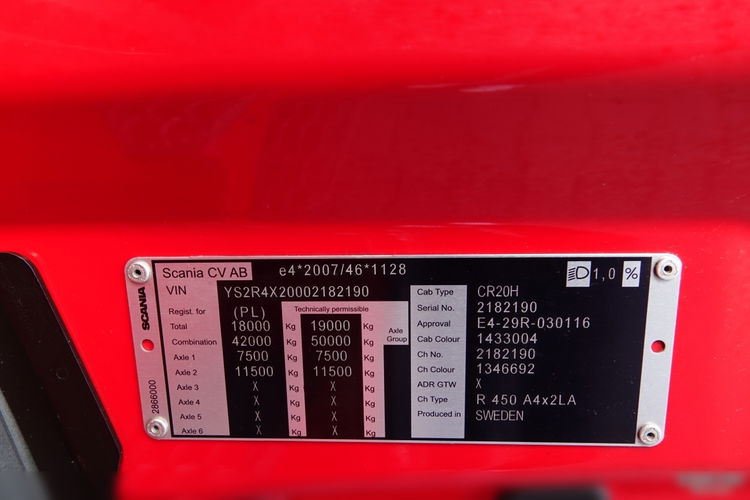 Scania CV AB e4*2007/46*1128 1,0 %
VIN YS2R4X20002182190
Regist. for (PL) Technically permissible
Total 18000 Kg 19000 Kg Axle Group
Combination 42000 Kg 50000 Kg
Axle 1 7500 Kg 7500 Kg
Axle 2 11500 Kg 11500 Kg
Axle 3 X Kg X Kg
Axle 4 X Kg X Kg
Axle 5 X Kg X Kg
Axle 6 X Kg X Kg
Cab Type CR20H
Serial No. 2182190
Approval E4-29R-030116
Cab Colour 1433004
Ch No. 2182190
Ch Colour 1346692
ADR GTW X
Ch Type R 450 A4x2LA
Produced in SWEDEN
SCANIA
2866000